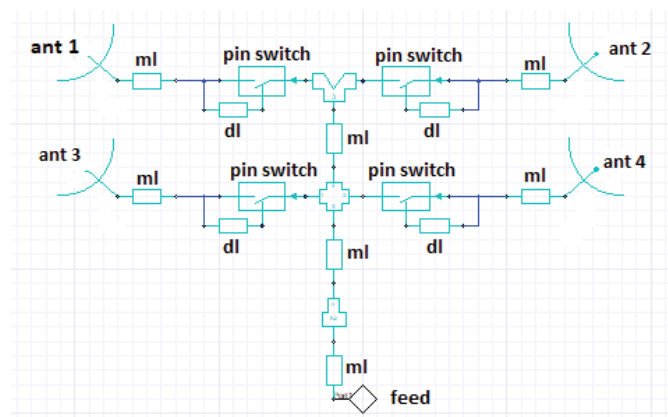 ant 1
ml
pin switch
pin switch
ml
ant 2
dl
dl
ml
ant 3
ml
pin switch
pin switch
ml
ant 4
dl
dl
ml
ml
feed